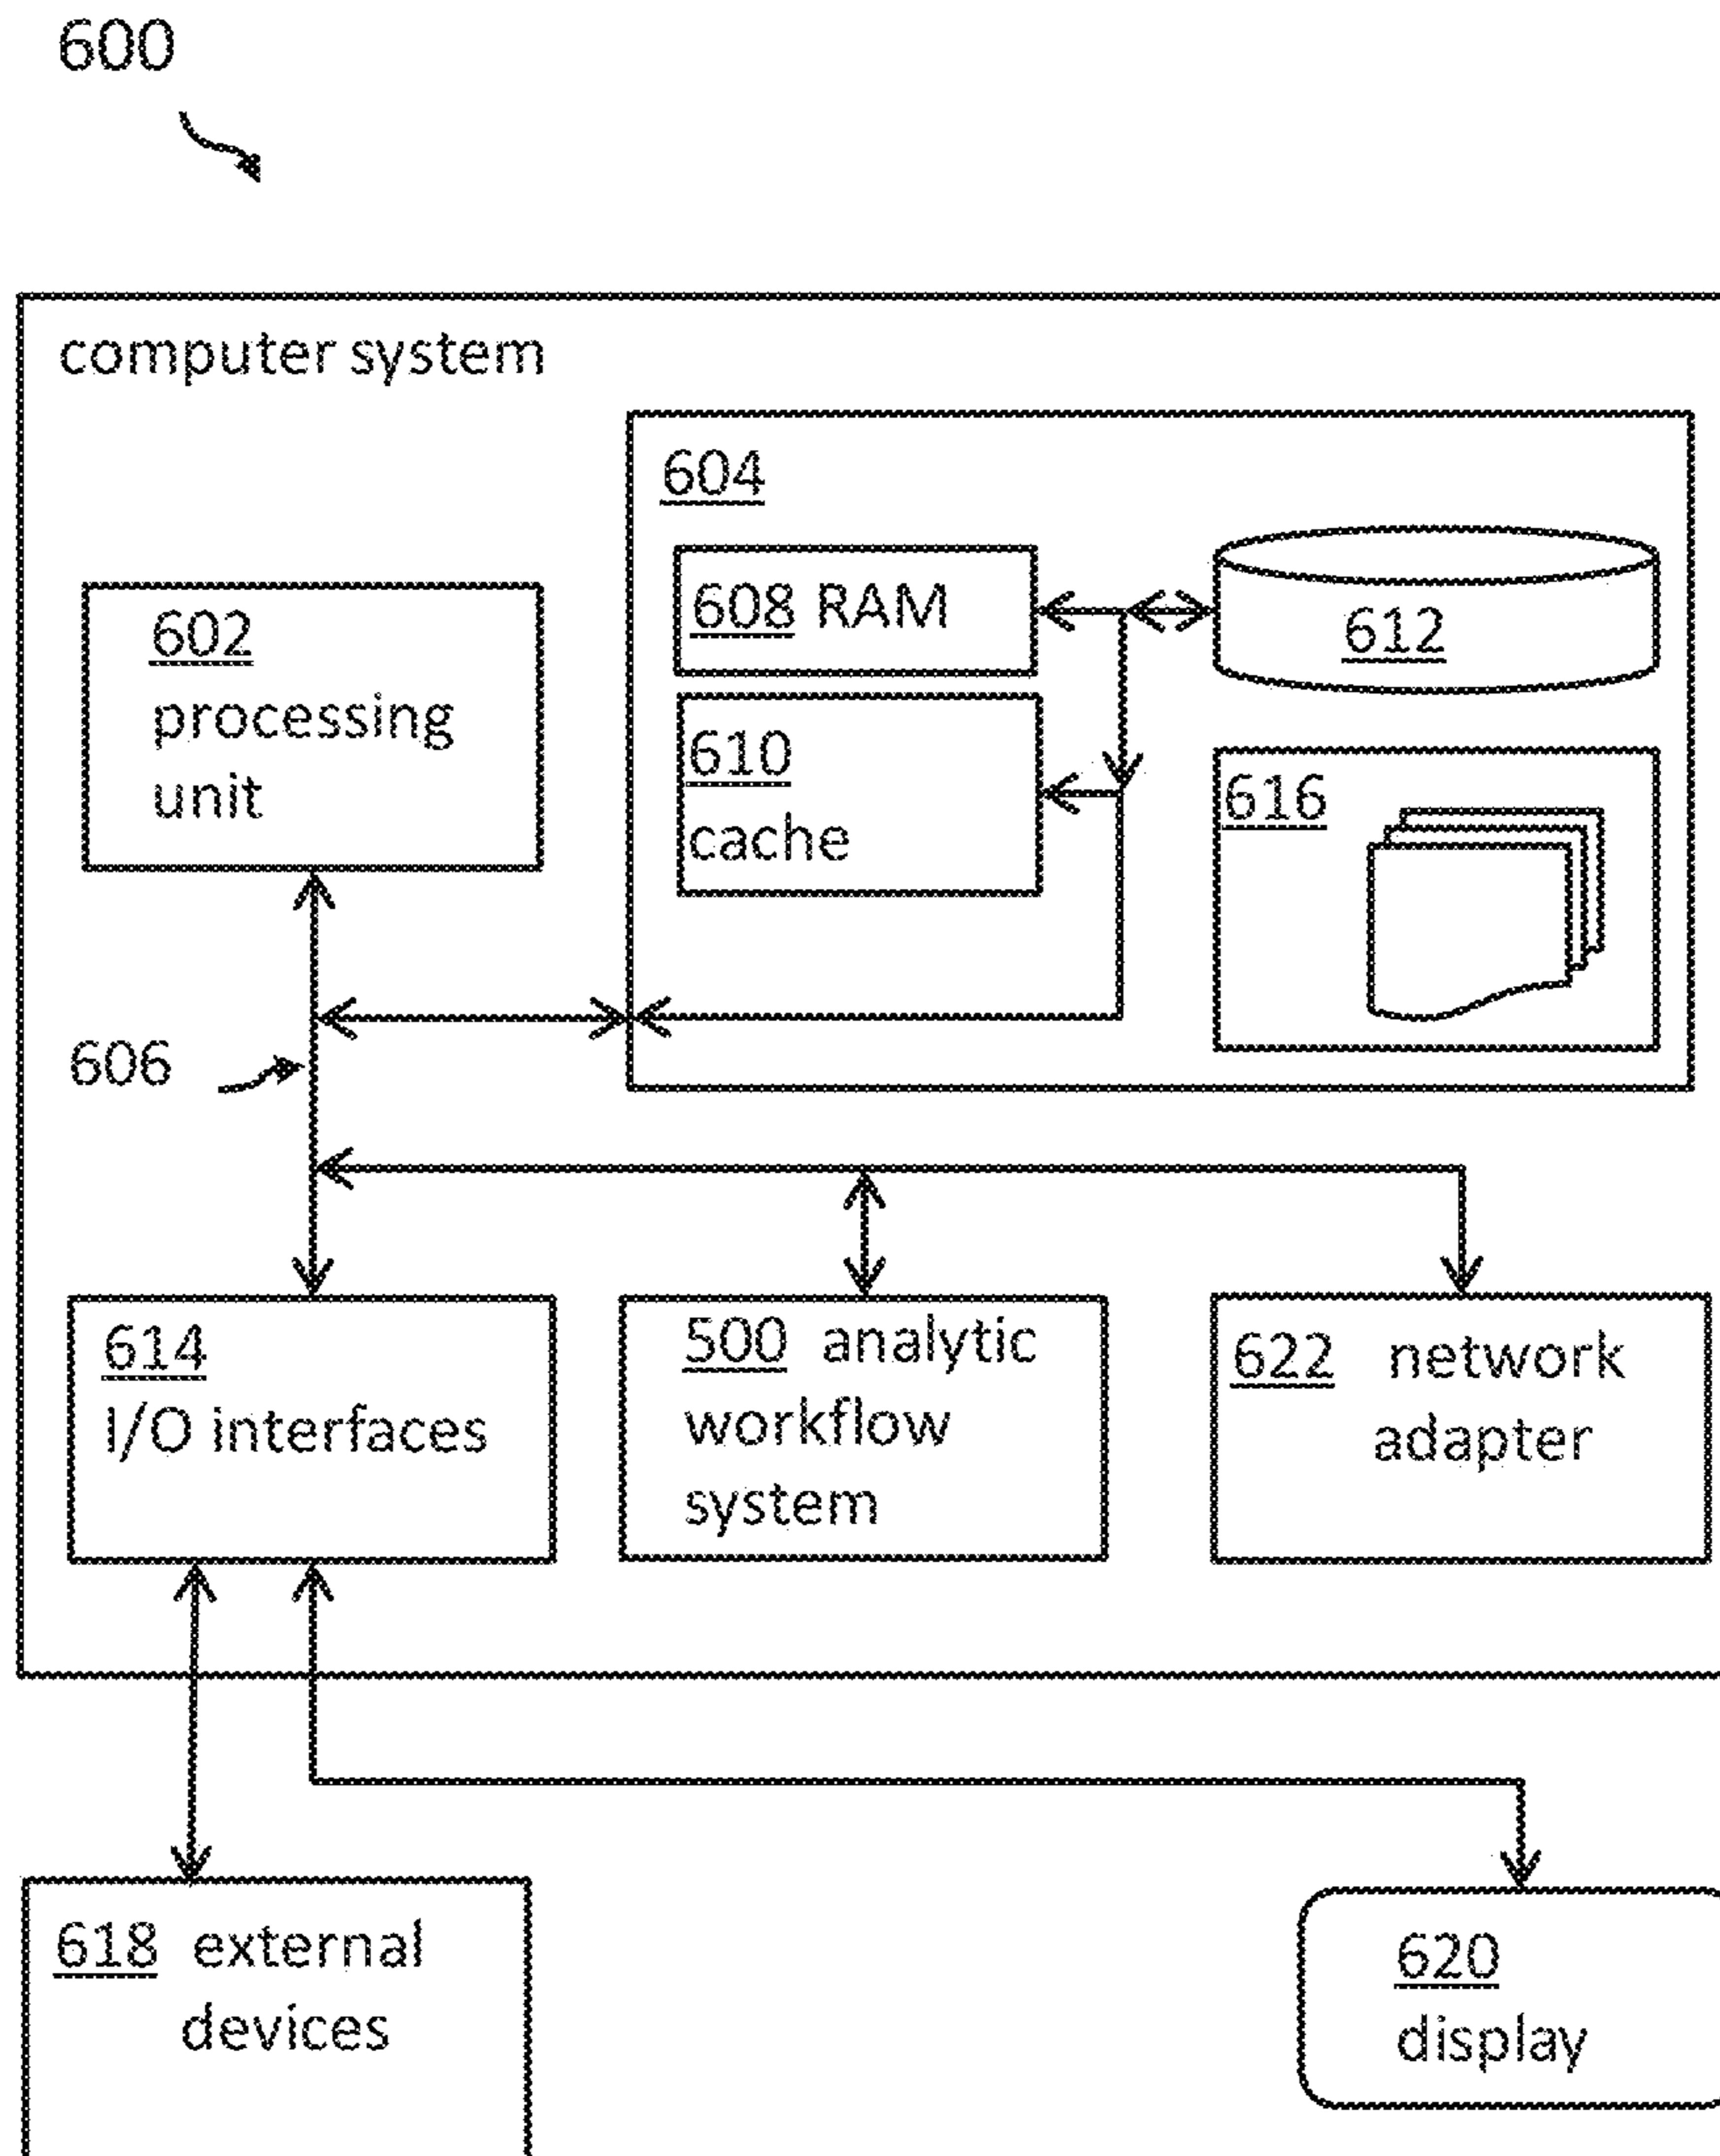 600
computer system
604
608 RAM
612
602
processing
unit
610
cache
616
606
614
I/O interfaces
500 analytic
workflow
system
622 network
adapter
618 external
devices
620
display